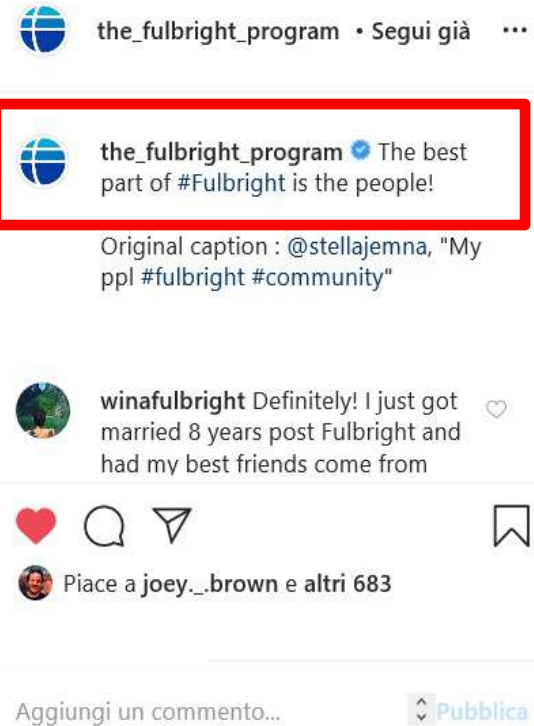 the_fulbright_program • Segui già
the_fulbright_program The best
part of #Fulbright is the people!
Original caption : @stellajemna, "My
ppl #fulbright #community"
winafulbright Definitely! I just got
married 8 years post Fulbright and
had my best friends come from
Piace a joey._.brown e altri 683
Aggiungi un commento... Pubblica